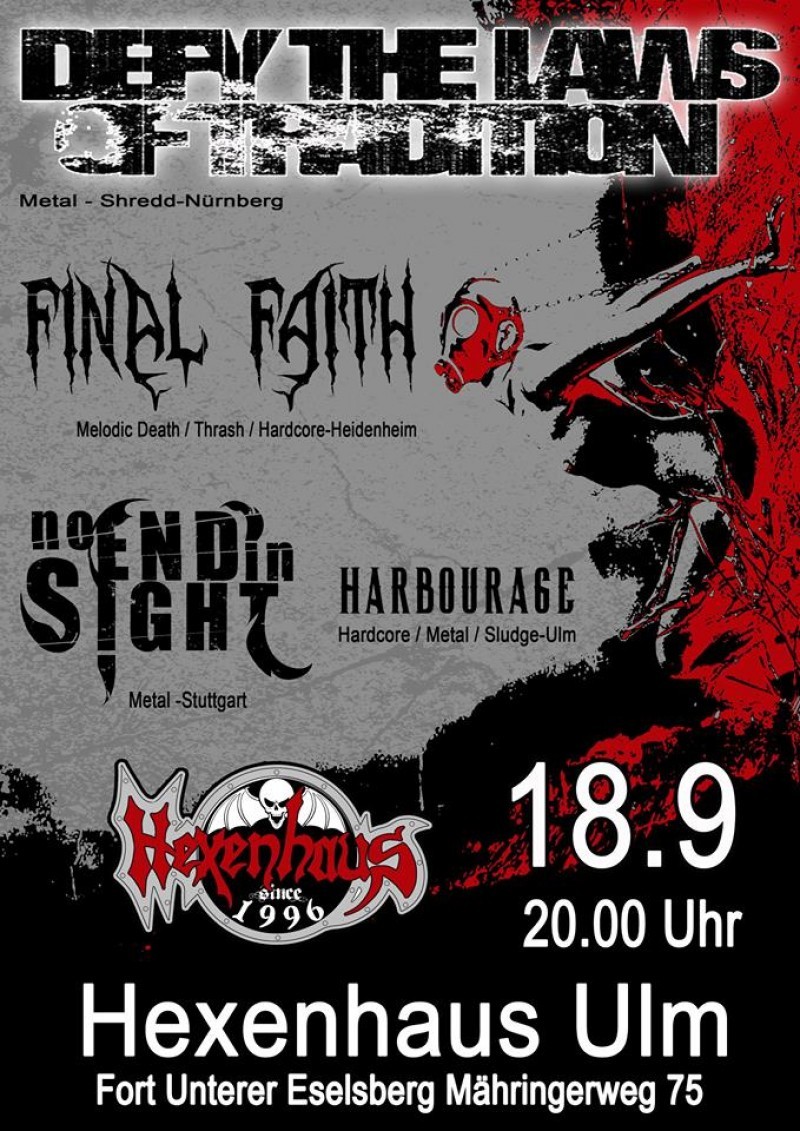 DEFY THE LAWS
OF TRADITION
Metal - Shredd-Nürnberg
FINAL FAITH
Melodic Death / Thrash / Hardcore-Heidenheim
no END in
SIGHT
Metal -Stuttgart
HARBOURAGE
Hardcore / Metal / Sludge-Ulm
Hexenhaus
since
1996
18.9
20.00 Uhr
Hexenhaus Ulm
Fort Unterer Eselsberg Mähringerweg 75